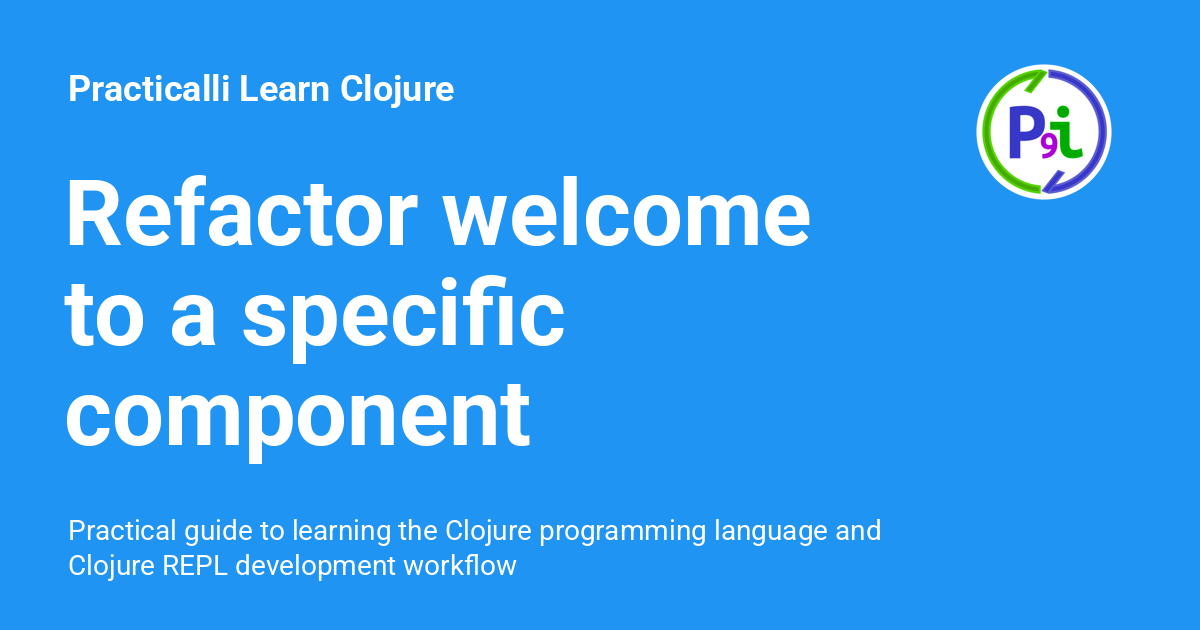 Practicalli Learn Clojure
P9i
Refactor welcome
to a specific
component
Practical guide to learning the Clojure programming language and
Clojure REPL development workflow